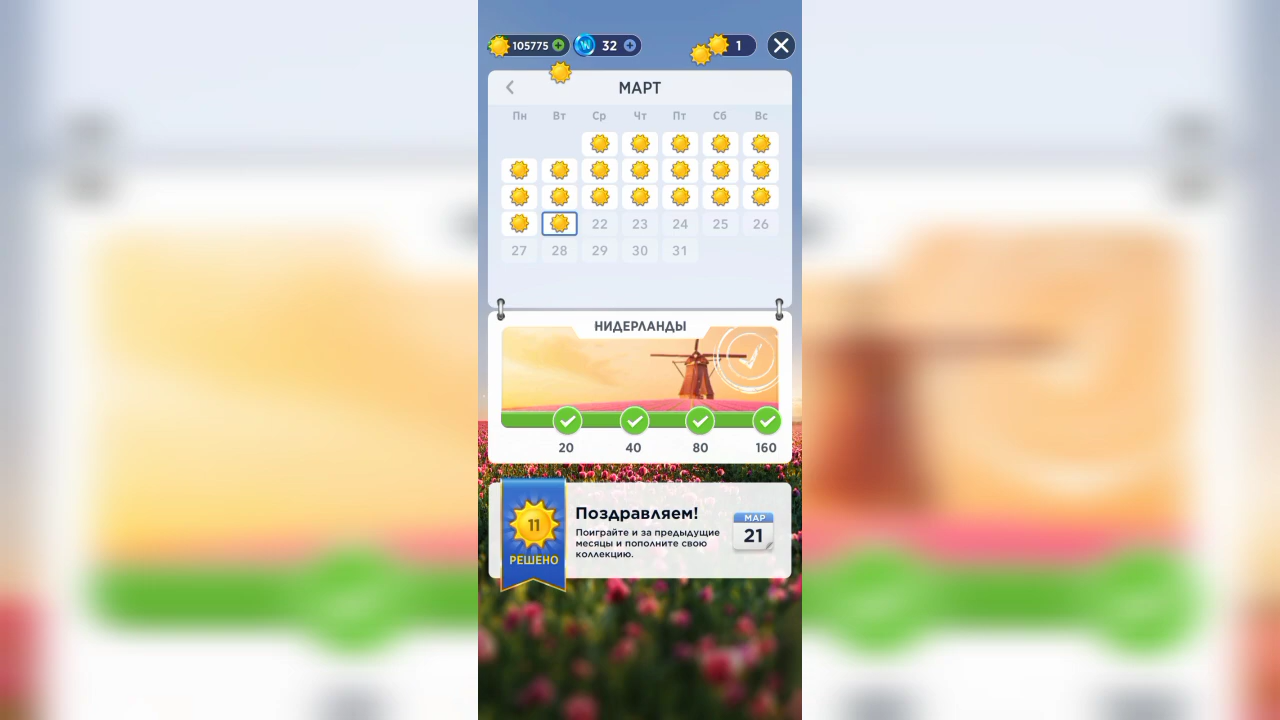 105775
W 32
1
МАРТ
Пн Вт Ср Чт Пт Сб Вс
22 23 24 25 26
27 28 29 30 31
НИДЕРЛАНДЫ
20 40 80 160
11
РЕШЕНО
Поздравляем!
Поиграйте и за предыдущие
месяцы и пополните свою
коллекцию.
МАР
21